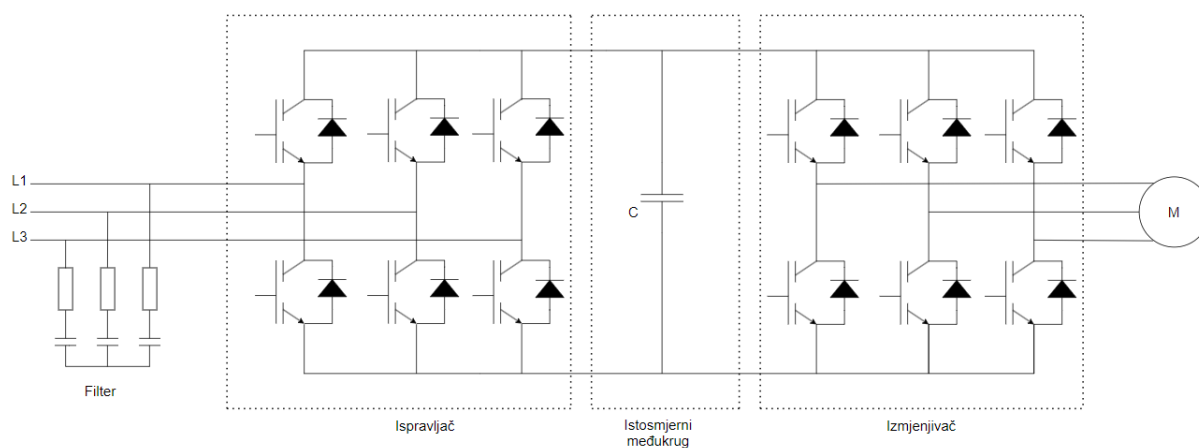 L1
L2
L3
C
M
Filter
Ispravljač
Istosmjerni
međukrug
Izmjenjivač